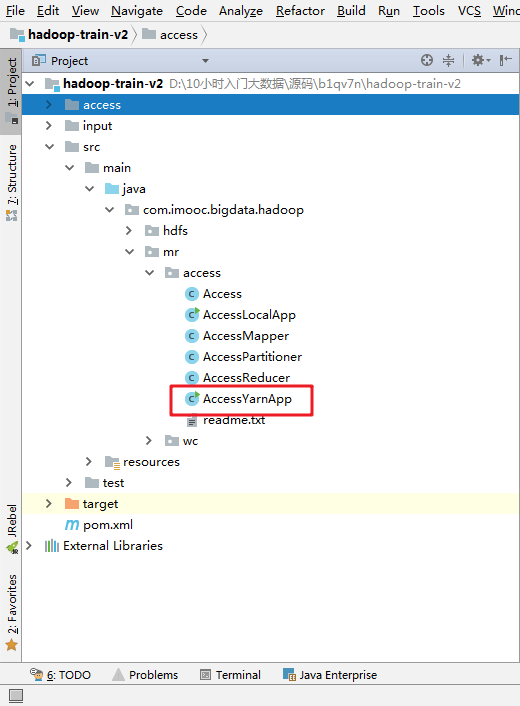 File Edit View Navigate Code Analyze Refactor Build Run Tools VCS Windo
hadoop-train-v2 access
1: Project
Project
hadoop-train-v2 D:\10小时入门大数据\源码\b1qv7n\hadoop-train-v2
access
input
7: Structure
src
main
java
com.imooc.bigdata.hadoop
hdfs
mr
access
C Access
C AccessLocalApp
C AccessMapper
C AccessPartitioner
C AccessReducer
C AccessYarnApp
readme.txt
wc
resources
test
JRebel
target
m pom.xml
External Libraries
2: Favorites
6: TODO Problems Terminal Java Enterprise